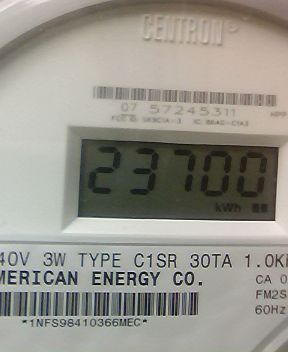 CENTRON®
07 57245311
23700
kWh
40V 3W TYPE C1SR 30TA 1.0K
MERICAN ENERGY CO.
CA 0
FM2S
60Hz
*1NFS98410366MEC*